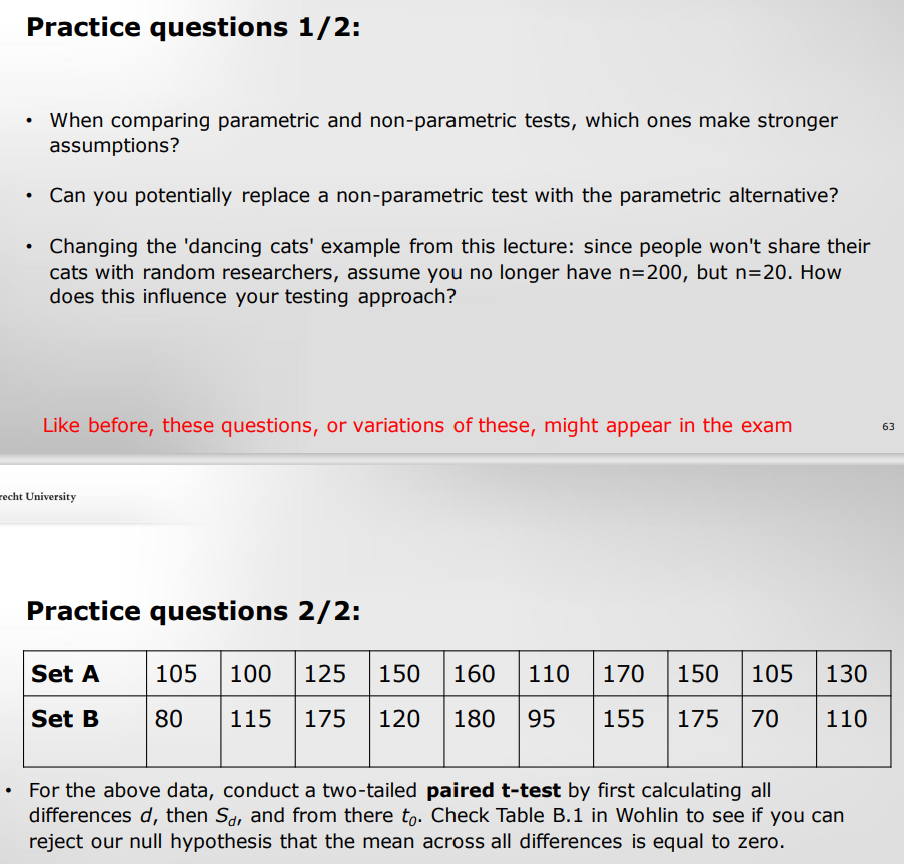 Practice questions 1/2:
• When comparing parametric and non-parametric tests, which ones make stronger
assumptions?
• Can you potentially replace a non-parametric test with the parametric alternative?
• Changing the 'dancing cats' example from this lecture: since people won't share their
cats with random researchers, assume you no longer have n=200, but n=20. How
does this influence your testing approach?
Like before, these questions, or variations of these, might appear in the exam
63
recht University
Practice questions 2/2:
Set A 105 100 125 150 160 110 170 150 105 130
Set B 80 115 175 120 180 95 155 175 70 110
• For the above data, conduct a two-tailed paired t-test by first calculating all
differences d, then Sd, and from there t0. Check Table B.1 in Wohlin to see if you can
reject our null hypothesis that the mean across all differences is equal to zero.